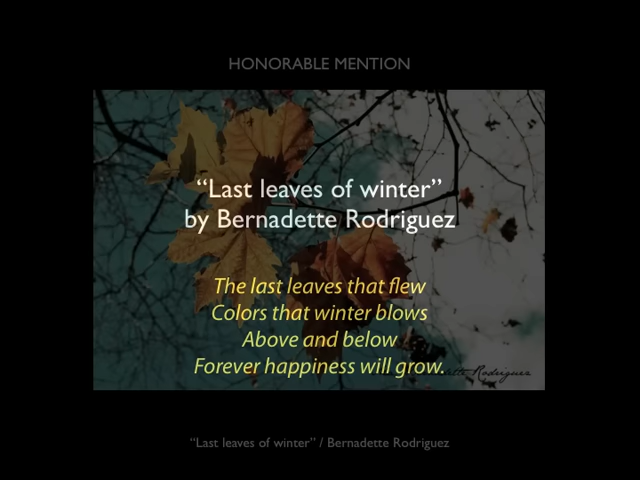 HONORABLE MENTION
“Last leaves of winter”
by Bernadette Rodriguez
The last leaves that flew
Colors that winter blows
Above and below
Forever happiness will grow.
Rodriguez
“Last leaves of winter” / Bernadette Rodriguez